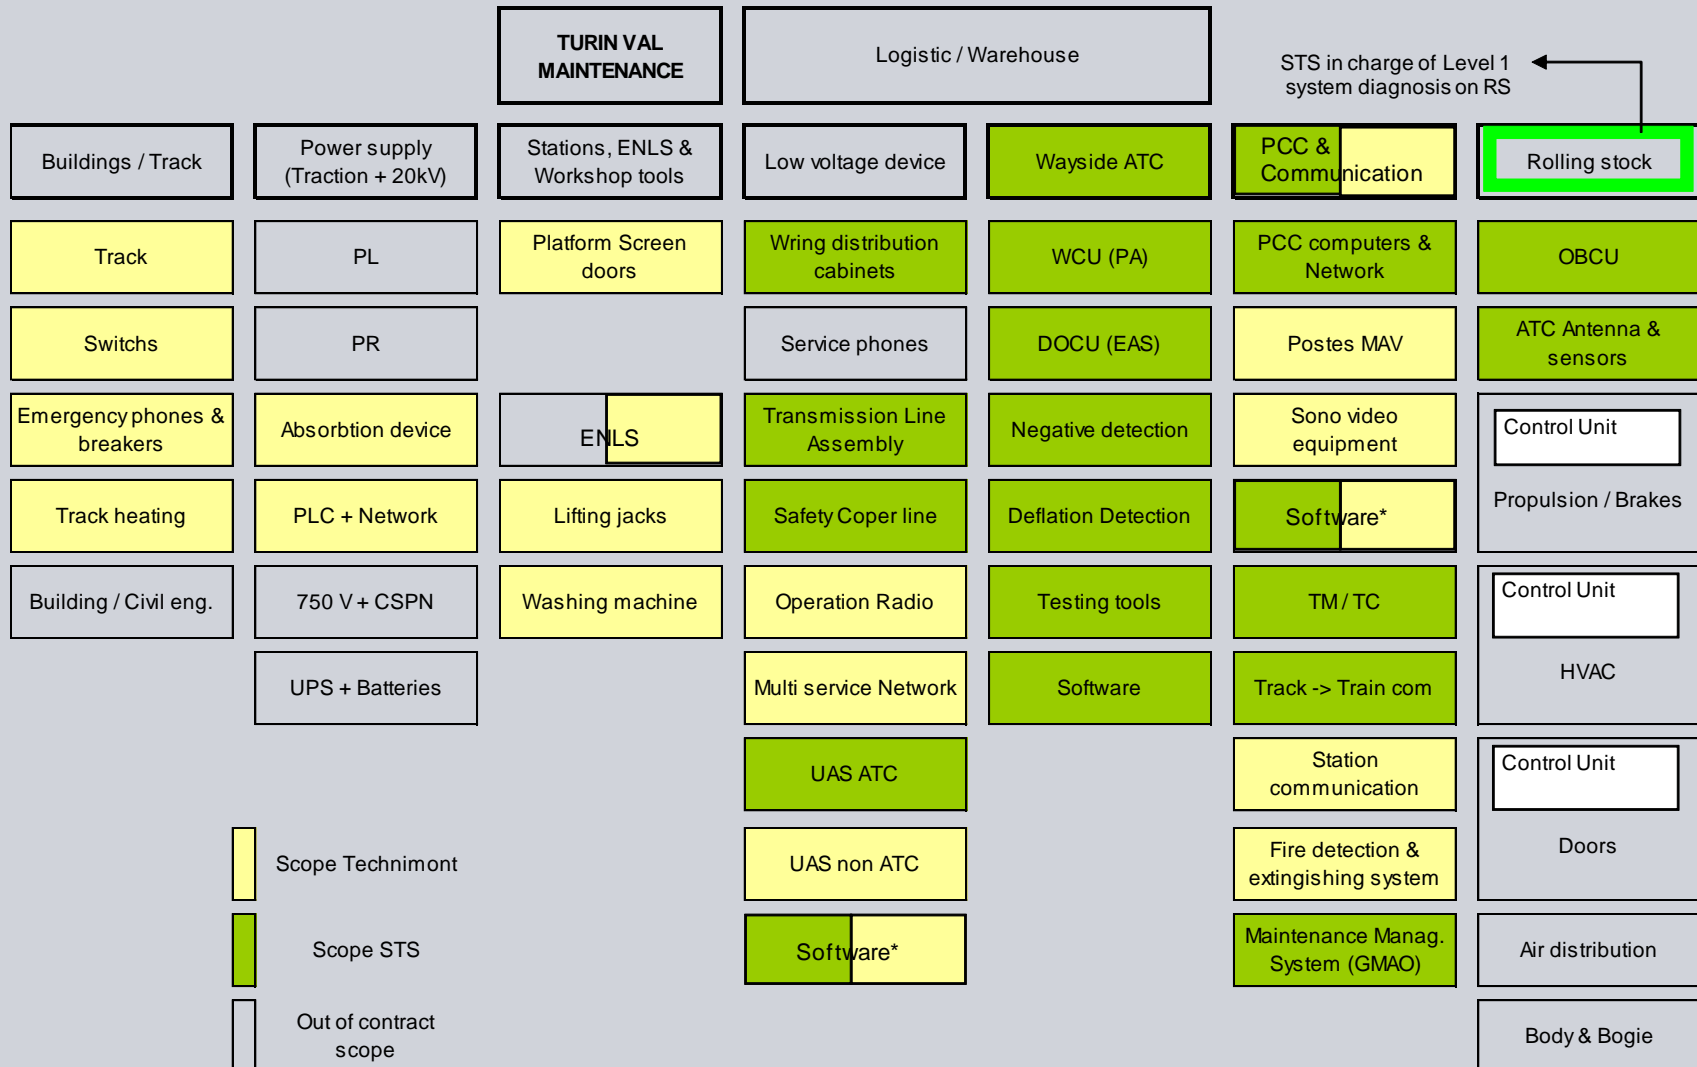 TURIN VAL
MAINTENANCE
Logistic / Warehouse
STS in charge of Level 1
system diagnosis on RS
Buildings / Track
Power supply
(Traction + 20kV)
Stations, ENLS &
Workshop tools
Low voltage device
Wayside ATC
PCC &
Communication
Rolling stock
Track
PL
Platform Screen
doors
Wring distribution
cabinets
WCU (PA)
PCC computers &
Network
OBCU
Switchs
PR
Service phones
DOCU (EAS)
Postes MAV
ATC Antenna &
sensors
Emergency phones &
breakers
Absorbtion device
ENLS
Transmission Line
Assembly
Negative detection
Sono video
equipment
Control Unit
Propulsion / Brakes
Track heating
PLC + Network
Lifting jacks
Safety Coper line
Deflation Detection
Software*
Building / Civil eng.
750 V + CSPN
Washing machine
Operation Radio
Testing tools
TM / TC
Control Unit
HVAC
UPS + Batteries
Multi service Network
Software
Track -> Train com
UAS ATC
Station
communication
Control Unit
Doors
Scope Technimont
UAS non ATC
Fire detection &
extingishing system
Scope STS
Software*
Maintenance Manag.
System (GMAO)
Air distribution
Out of contract
scope
Body & Bogie